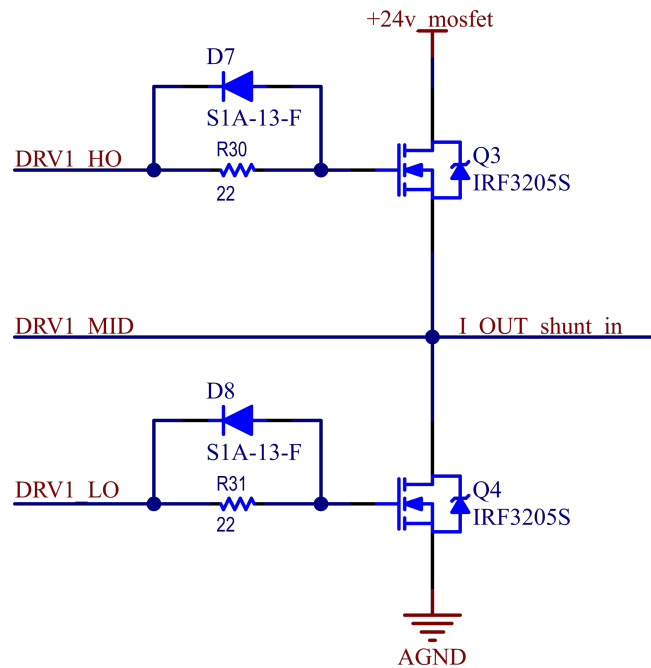 +24v_mosfet
D7
S1A-13-F
R30
DRV1_HO
22
Q3
IRF3205S
DRV1_MID
I_OUT_shunt_in
D8
S1A-13-F
R31
DRV1_LO
22
Q4
IRF3205S
AGND